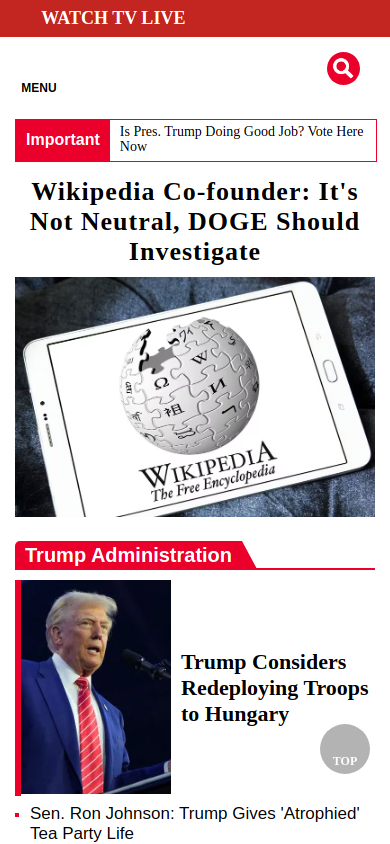 WATCH TV LIVE
MENU
Important
Is Pres. Trump Doing Good Job? Vote Here
Now
Wikipedia Co-founder: It's
Not Neutral, DOGE Should
Investigate
Ω
W
И
祖
WIKIPEDIA
The Free Encyclopedia
Trump Administration
Trump Considers
Redeploying Troops
to Hungary
TOP
Sen. Ron Johnson: Trump Gives 'Atrophied'
Tea Party Life